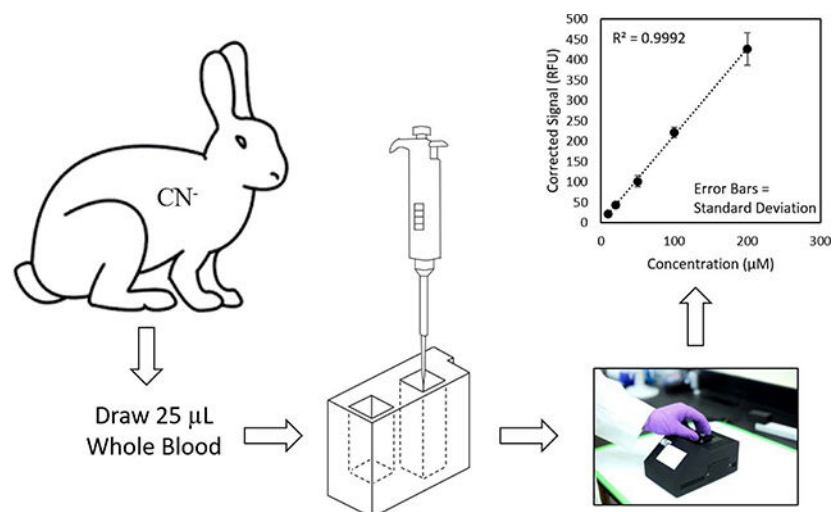 CN⁻
Draw 25 μL
Whole Blood
R² = 0.9992
Corrected Signal (RFU)
500
450
400
350
300
250
200
150
100
50
0
Error Bars =
Standard Deviation
0 100 200 300
Concentration (μM)